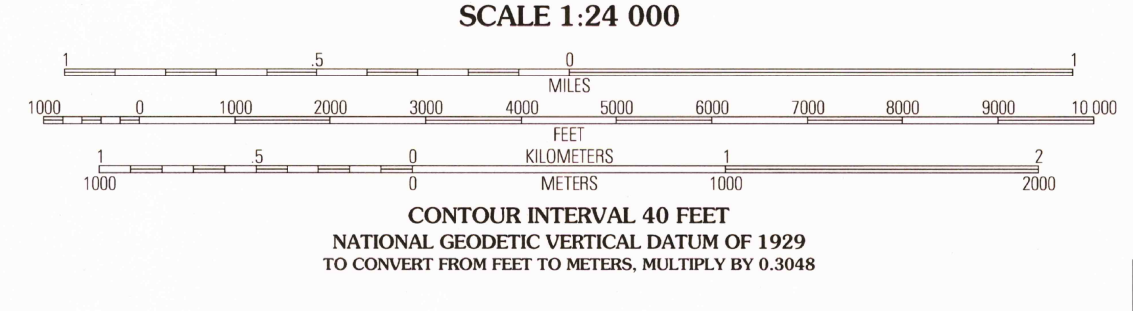 SCALE 1:24 000
1 .5 0 1
MILES
1000 0 1000 2000 3000 4000 5000 6000 7000 8000 9000 10 000
FEET
1 .5 0 KILOMETERS 1 2
1000 0 METERS 1000 2000
CONTOUR INTERVAL 40 FEET
NATIONAL GEODETIC VERTICAL DATUM OF 1929
TO CONVERT FROM FEET TO METERS, MULTIPLY BY 0.3048